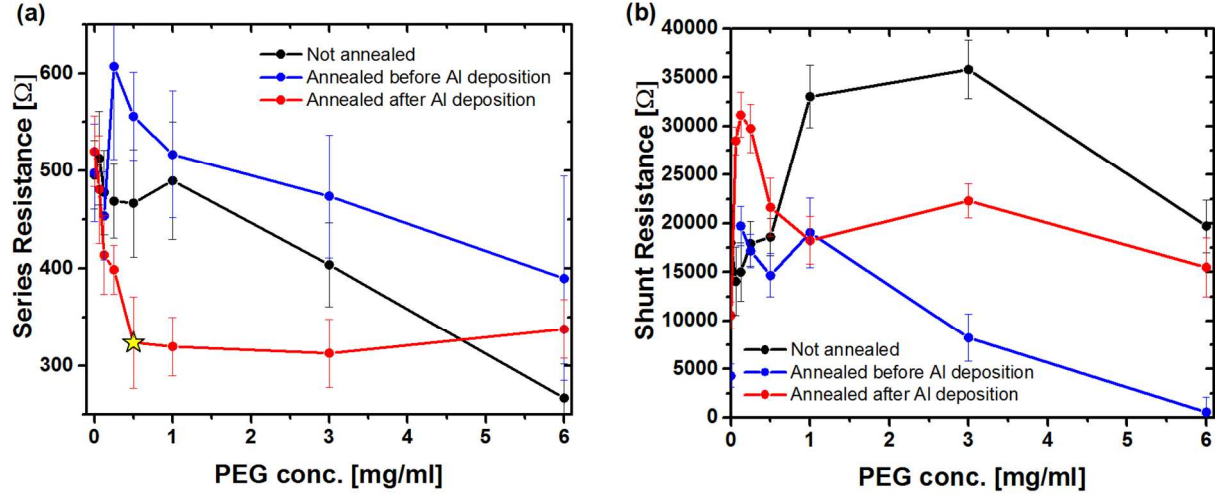 (a)
Series Resistance [Ω]
600
500
400
300
0
1
2
3
4
5
6
PEG conc. [mg/ml]
Not annealed
Annealed before Al deposition
Annealed after Al deposition
(b)
Shunt Resistance [Ω]
40000
35000
30000
25000
20000
15000
10000
5000
0
0
1
2
3
4
5
6
PEG conc. [mg/ml]
Not annealed
Annealed before Al deposition
Annealed after Al deposition